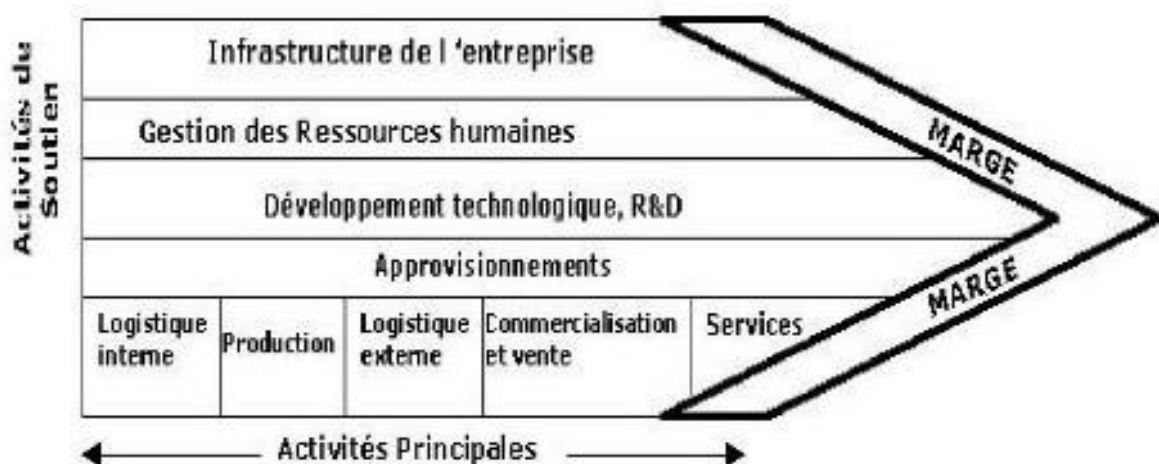 Activités du
Soutien
Infrastructure de l 'entreprise
Gestion des Ressources humaines
Développement technologique, R&D
Approvisionnements
Logistique
interne
Production
Logistique
externe
Commercialisation
et vente
Services
MARGE
MARGE
Activités Principales